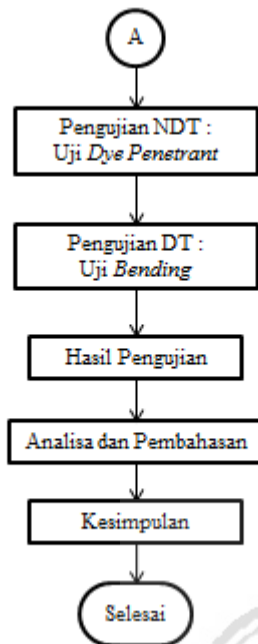 A
Pengujian NDT :
Uji Dye Penetrant
Pengujian DT :
Uji Bending
Hasil Pengujian
Analisa dan Pembahasan
Kesimpulan
Selesai